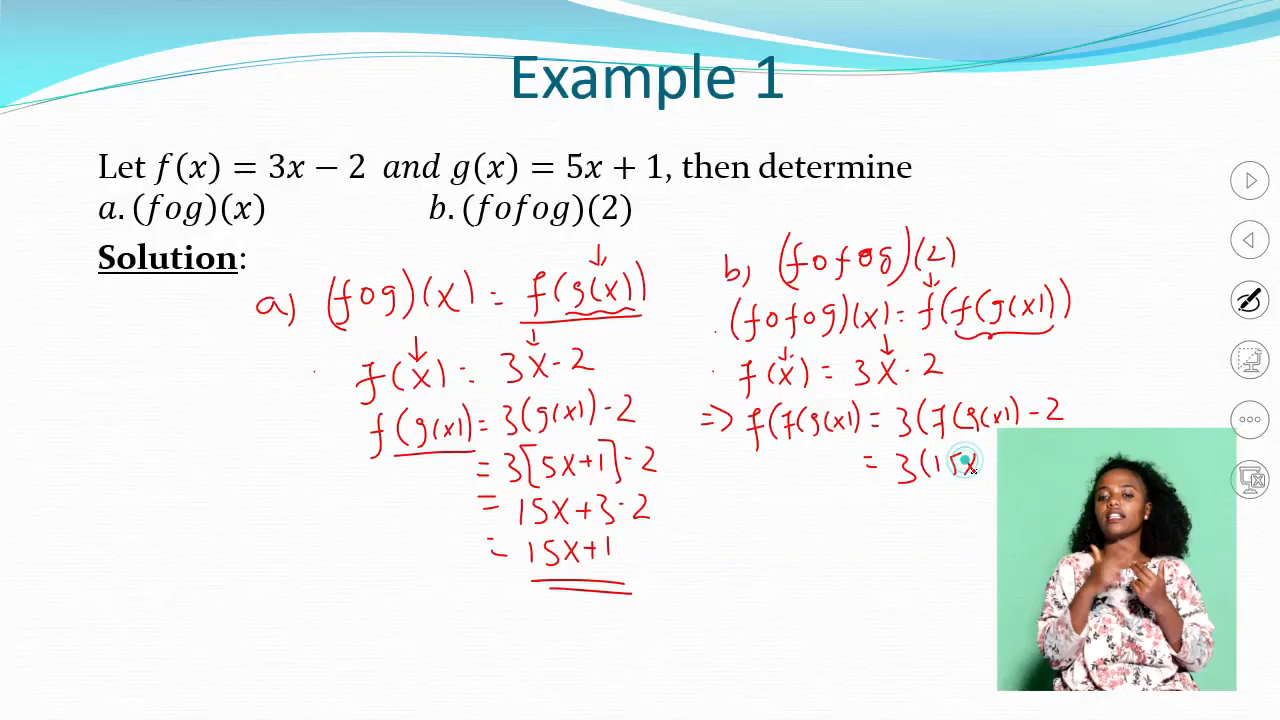 Example 1
Let f(x) = 3x − 2 and g(x) = 5x + 1, then determine
a. (fog)(x) b. (fofog)(2)
Solution:
a) (fog)(x) = f(g(x))
f(x) = 3x - 2
f(g(x)) = 3(g(x)) - 2
= 3[5x+1] - 2
= 15x+3-2
= 15x+1
b) (fofog)(2)
(fofog)(x) = f(f(g(x)))
f(x) = 3x - 2
=> f(f(g(x)) = 3(f(g(x)) - 2
= 3(15x